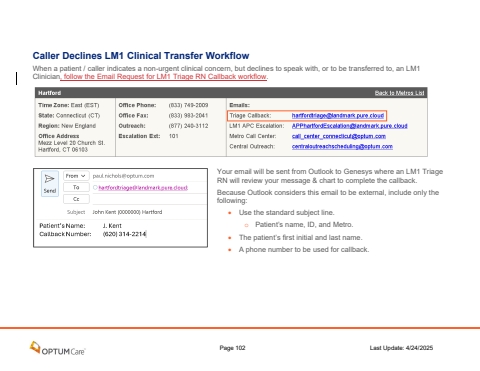 Caller Declines LM1 Clinical Transfer Workflow
When a patient / caller indicates a non-urgent clinical concern, but declines to speak with, or to be transferred to, an LM1
Clinician, follow the Email Request for LM1 Triage RN Callback workflow.
Hartford Back to Metros List
Time Zone: East (EST) Office Phone: (833) 749-2009 Emails:
State: Connecticut (CT) Office Fax: (833) 993-2041 Triage Callback: hartfordtriage@landmark.pure.cloud
Region: New England Outreach: (877) 240-3112 LM1 APC Escalation: APPhartfordEscalation@landmark.pure.cloud
Office Address Escalation Ext: 101 Metro Call Center: call_center_connecticut@optum.com
Mezz Level 20 Church St. Central Outreach: centraloutreachscheduling@optum.com
Hartford, CT 06103
From paul.nichols@optum.com
To hartfordtriage@landmark.pure.cloud
Send
Cc
Subject John Kent (0000000) Hartford
Patient's Name: J. Kent
Callback Number: (620) 314-2214
Your email will be sent from Outlook to Genesys where an LM1 Triage
RN will review your message & chart to complete the callback.
Because Outlook considers this email to be external, include only the
following:
• Use the standard subject line.
o Patient's name, ID, and Metro.
• The patient's first initial and last name.
• A phone number to be used for callback.
OPTUMCare Page 102 Last Update: 4/24/2025